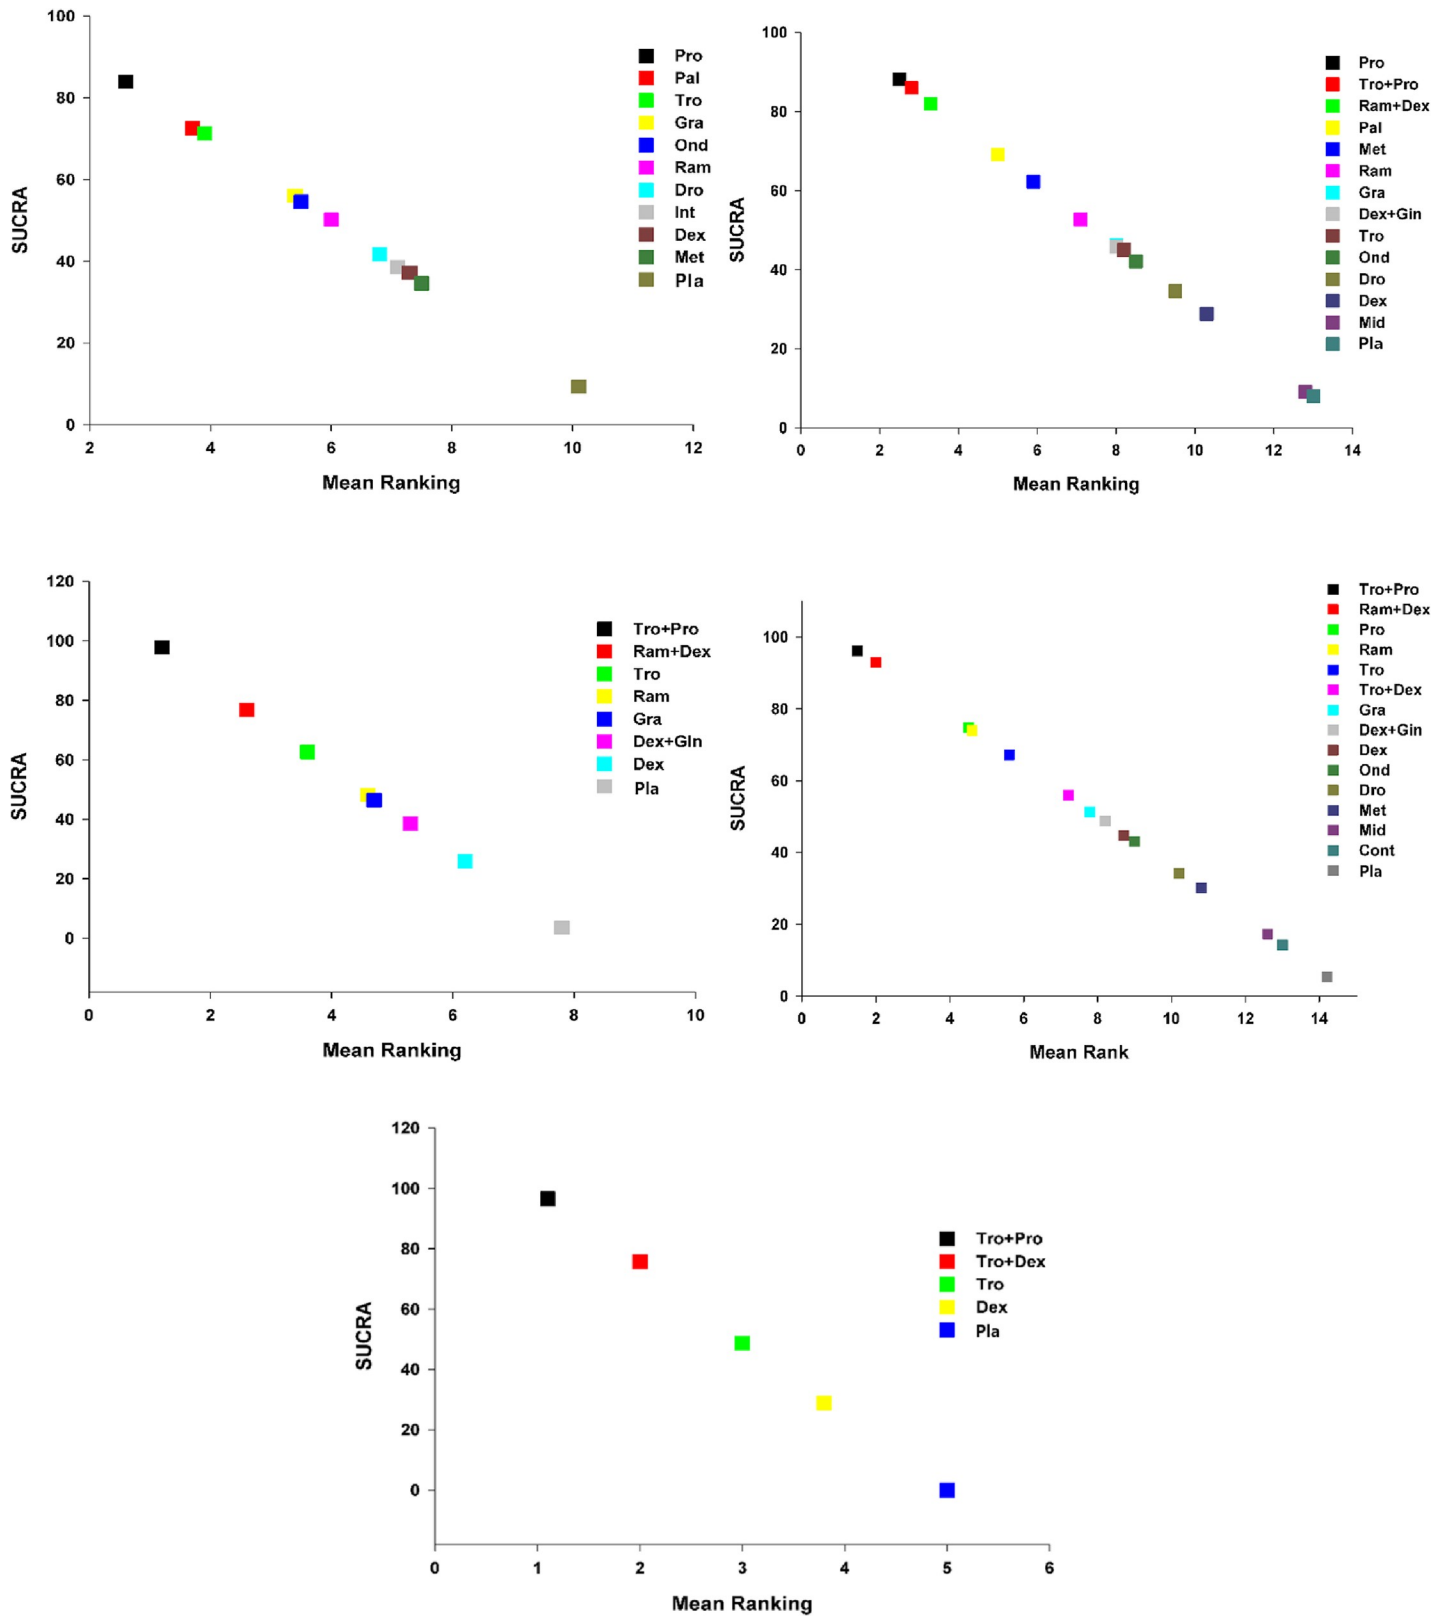 100
80
60
40
20
0
2
4
6
8
10
12
SUCRA
Mean Ranking
Pro
Pal
Tro
Gra
Ond
Ram
Dro
Int
Dex
Met
Pla
100
80
60
40
20
0
0
2
4
6
8
10
12
14
SUCRA
Mean Ranking
Pro
Tro+Pro
Ram+Dex
Pal
Met
Ram
Gra
Dex+Gin
Tro
Ond
Dro
Dex
Mid
Pla
120
100
80
60
40
20
0
0
2
4
6
8
10
SUCRA
Mean Ranking
Tro+Pro
Ram+Dex
Tro
Ram
Gra
Dex+GIn
Dex
Pla
100
80
60
40
20
0
0
2
4
6
8
10
12
14
SUCRA
Mean Rank
Tro+Pro
Ram+Dex
Pro
Ram
Tro
Tro+Dex
Gra
Dex+Gin
Dex
Ond
Dro
Met
Mid
Cont
Pla
120
100
80
60
40
20
0
0
1
2
3
4
5
6
SUCRA
Mean Ranking
Tro+Pro
Tro+Dex
Tro
Dex
Pla